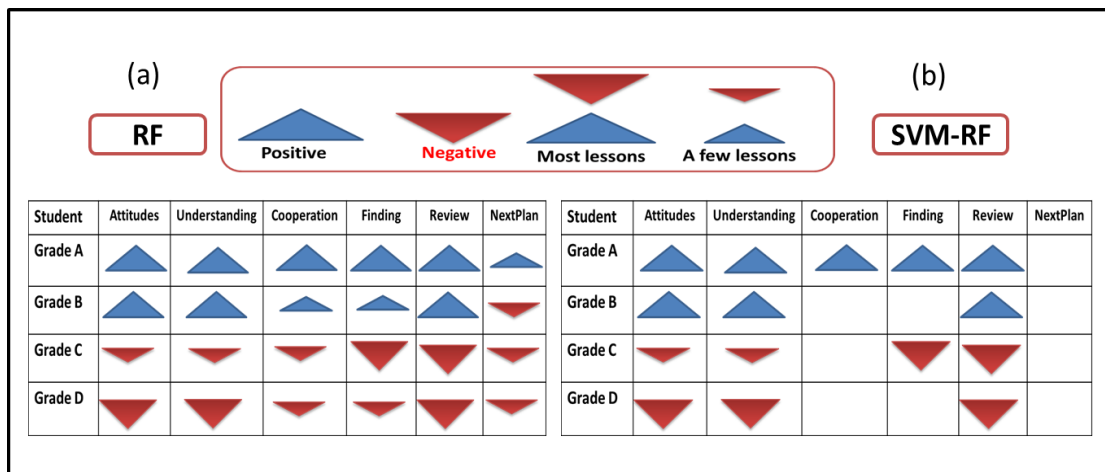 (a)
(b)
RF
SVM-RF
Positive
Negative
Most lessons
A few lessons
Student Attitudes Understanding Cooperation Finding Review NextPlan
Grade A
Grade B
Grade C
Grade D
Student Attitudes Understanding Cooperation Finding Review NextPlan
Grade A
Grade B
Grade C
Grade D